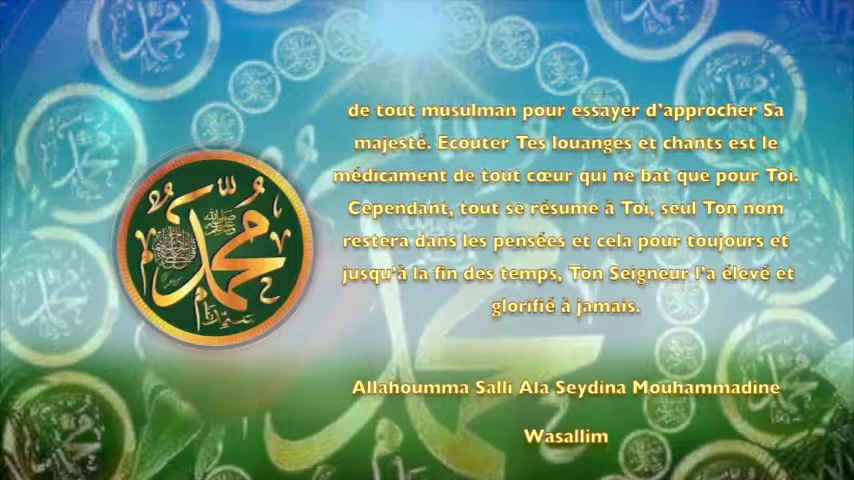 de tout musulman pour essayer d'approcher Sa
majesté. Ecouter Tes louanges et chants est le
médicament de tout cœur qui ne bat que pour Toi.
Cependant, tout se résume à Toi, seul Ton nom
restera dans les pensées et cela pour toujours et
jusqu'à la fin des temps, Ton Seigneur l'a élevé et
glorifié à jamais.
Allahoumma Salli Ala Seydina Mouhammadine
Wasallim
محمد
سيدنا